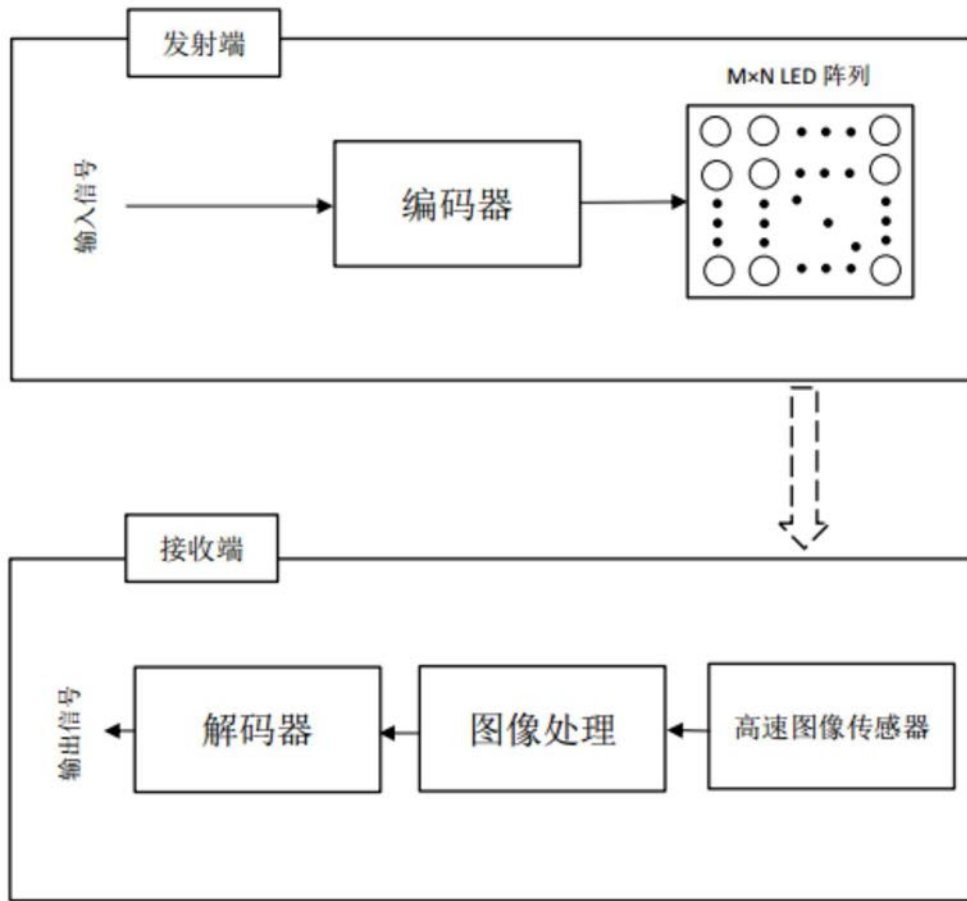 发射端
M×N LED 阵列
输入信号
编码器
接收端
输出信号
解码器
图像处理
高速图像传感器